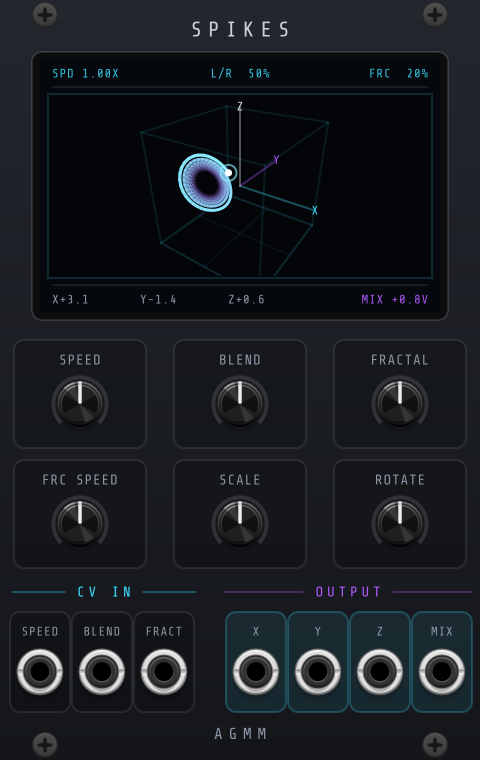 SPIKES
SPD 1.00X L/R 50% FRC 20%
Z
Y
X
X+3.1 Y-1.4 Z+0.6 MIX +0.8V
SPEED BLEND FRACTAL
FRC SPEED SCALE ROTATE
CV IN OUTPUT
SPEED BLEND FRACT X Y Z MIX
AGMM